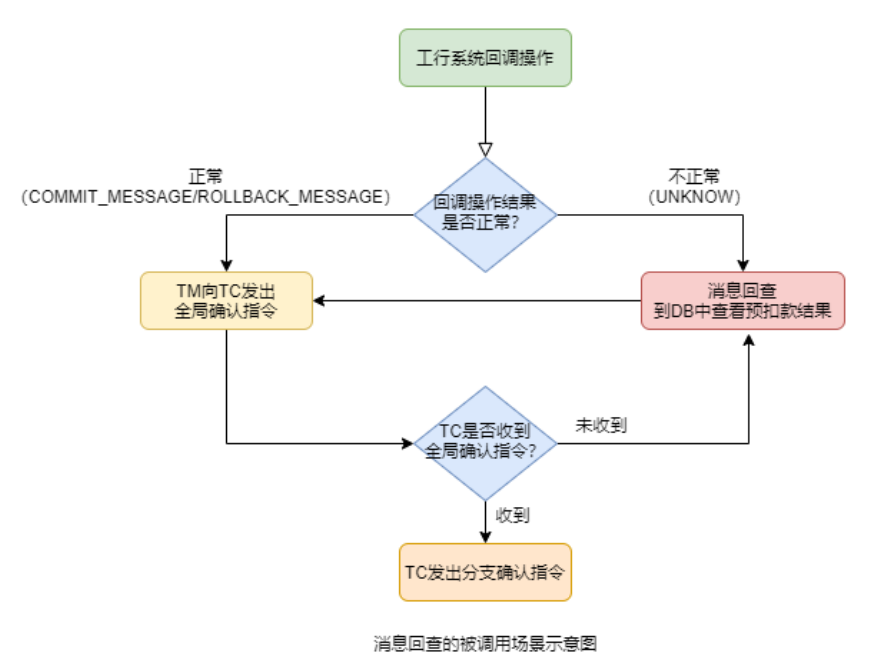 工行系统回调操作
正常
（COMMIT_MESSAGE/ROLLBACK_MESSAGE）
不正常
（UNKNOW）
回调操作结果
是否正常？
TM向TC发出
全局确认指令
消息回查
到DB中查看预扣款结果
TC是否收到
全局确认指令？
未收到
收到
TC发出分支确认指令
消息回查的被调用场景示意图